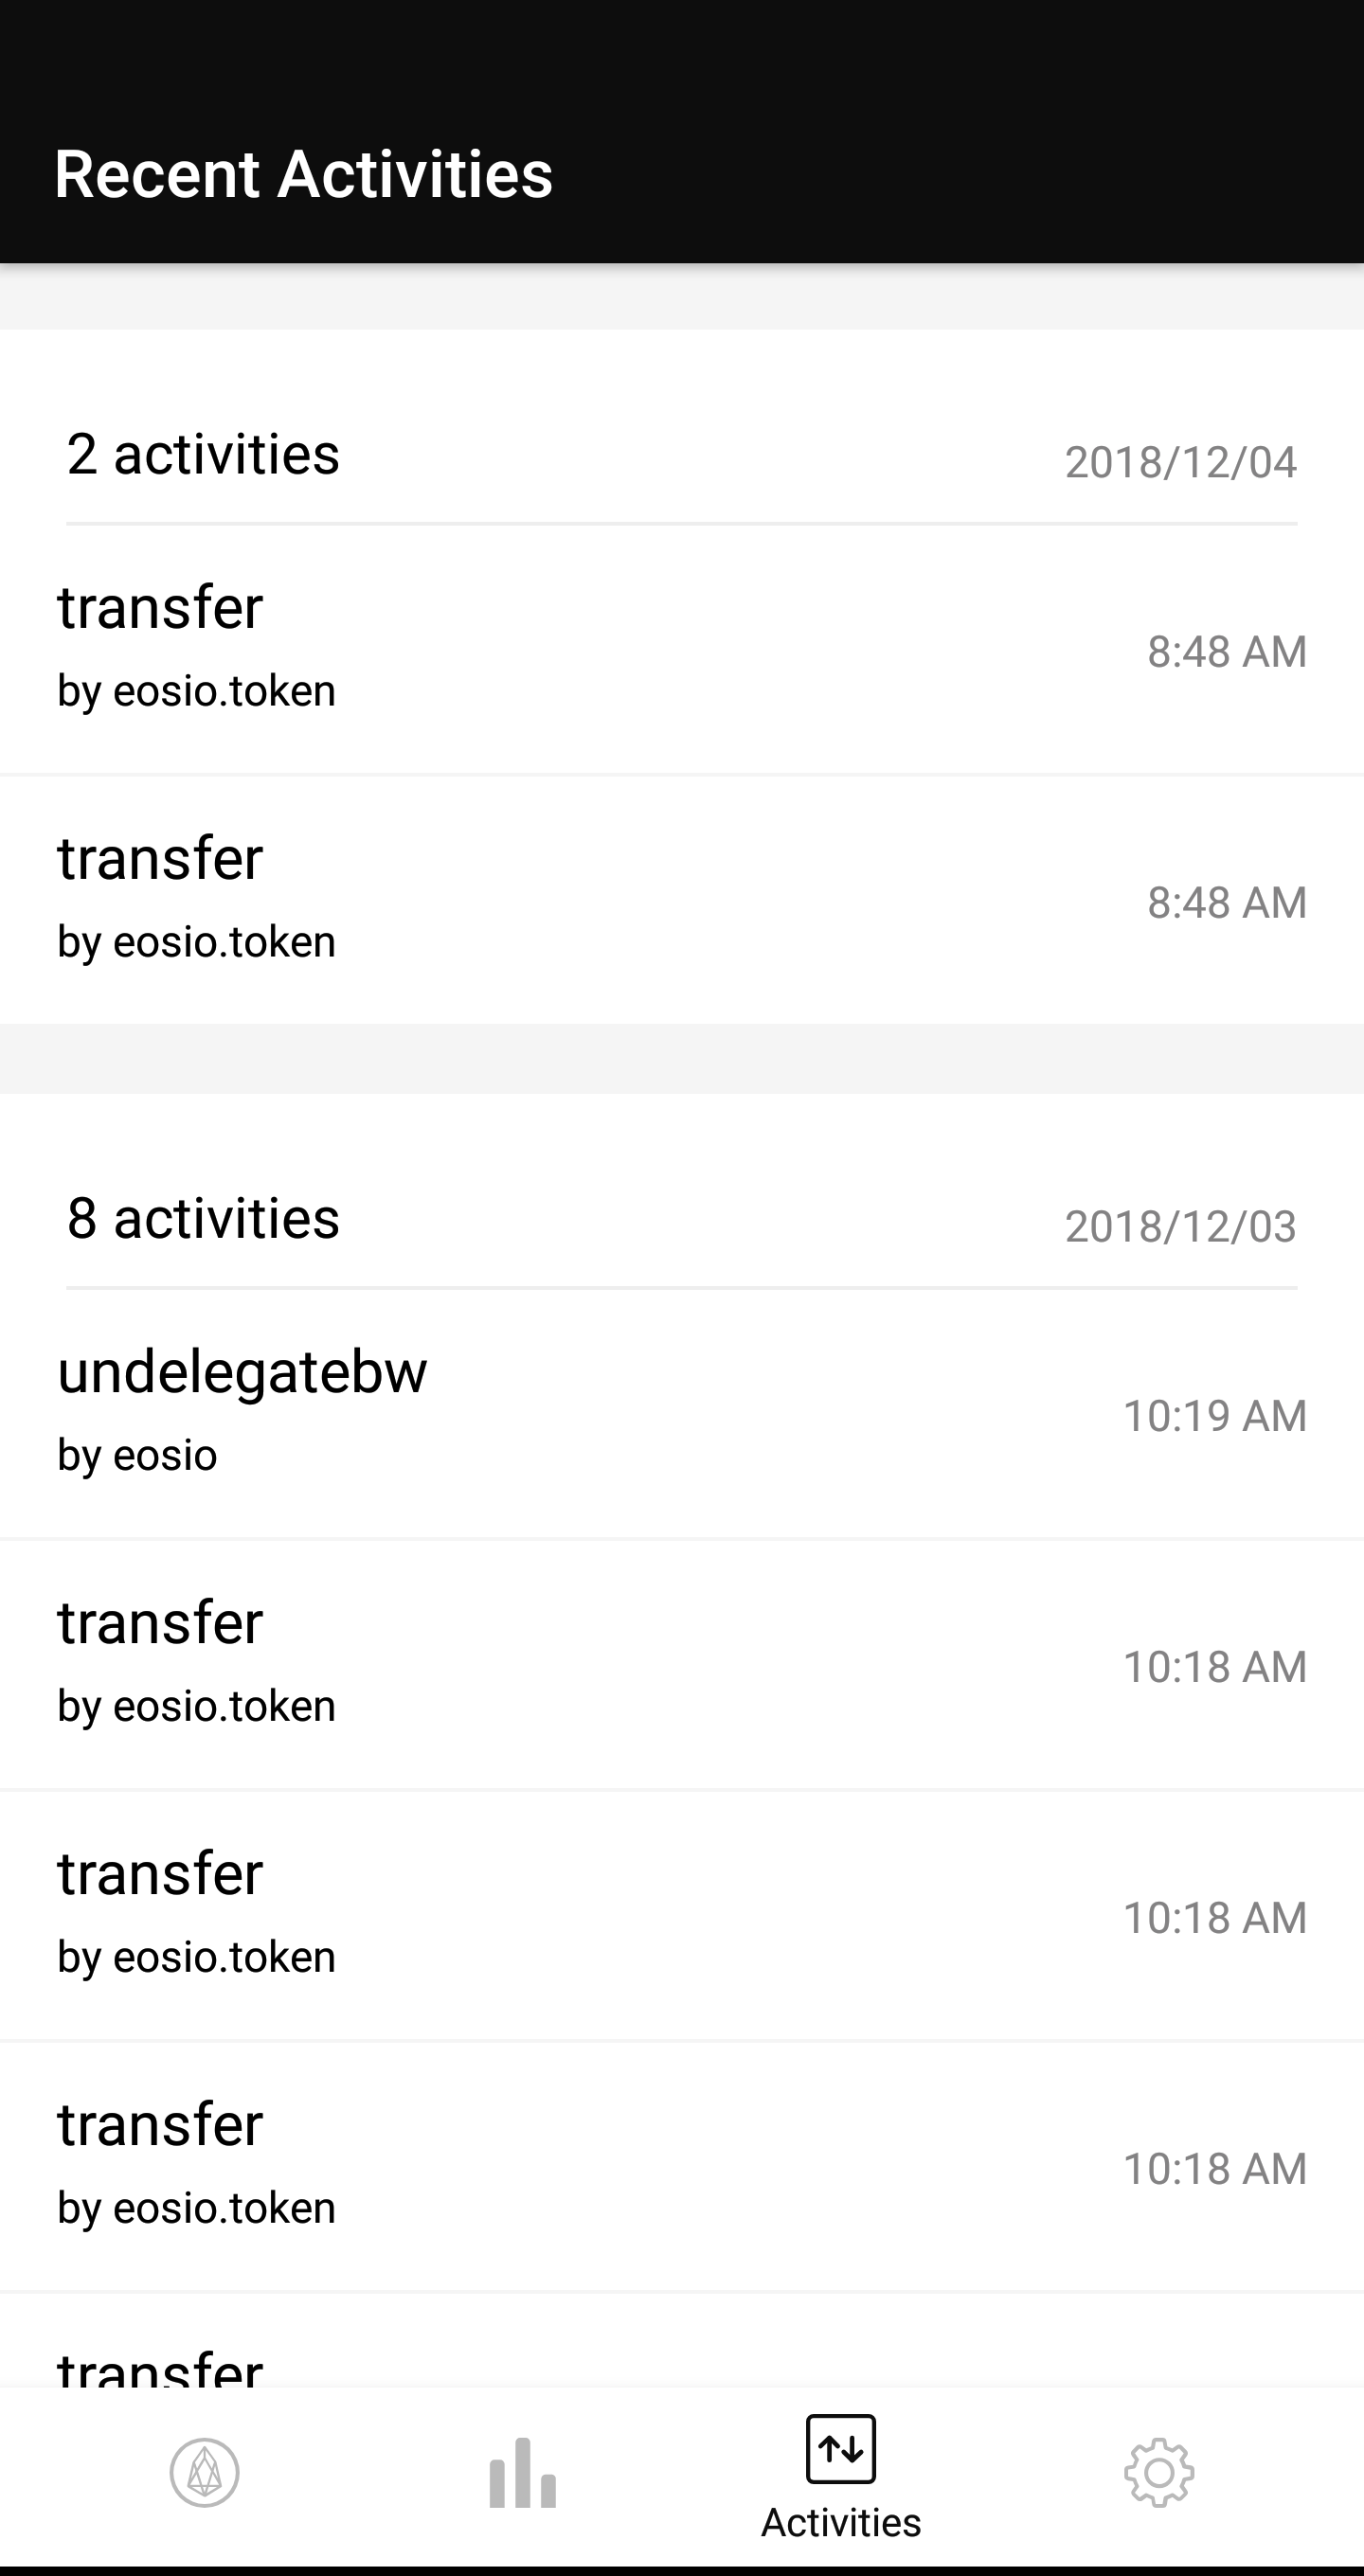 Recent Activities
2 activities
2018/12/04
transfer
8:48 AM
by eosio.token
transfer
8:48 AM
by eosio.token
8 activities
2018/12/03
undelegatebw
10:19 AM
by eosio
transfer
10:18 AM
by eosio.token
transfer
10:18 AM
by eosio.token
transfer
10:18 AM
by eosio.token
transfer
Activities